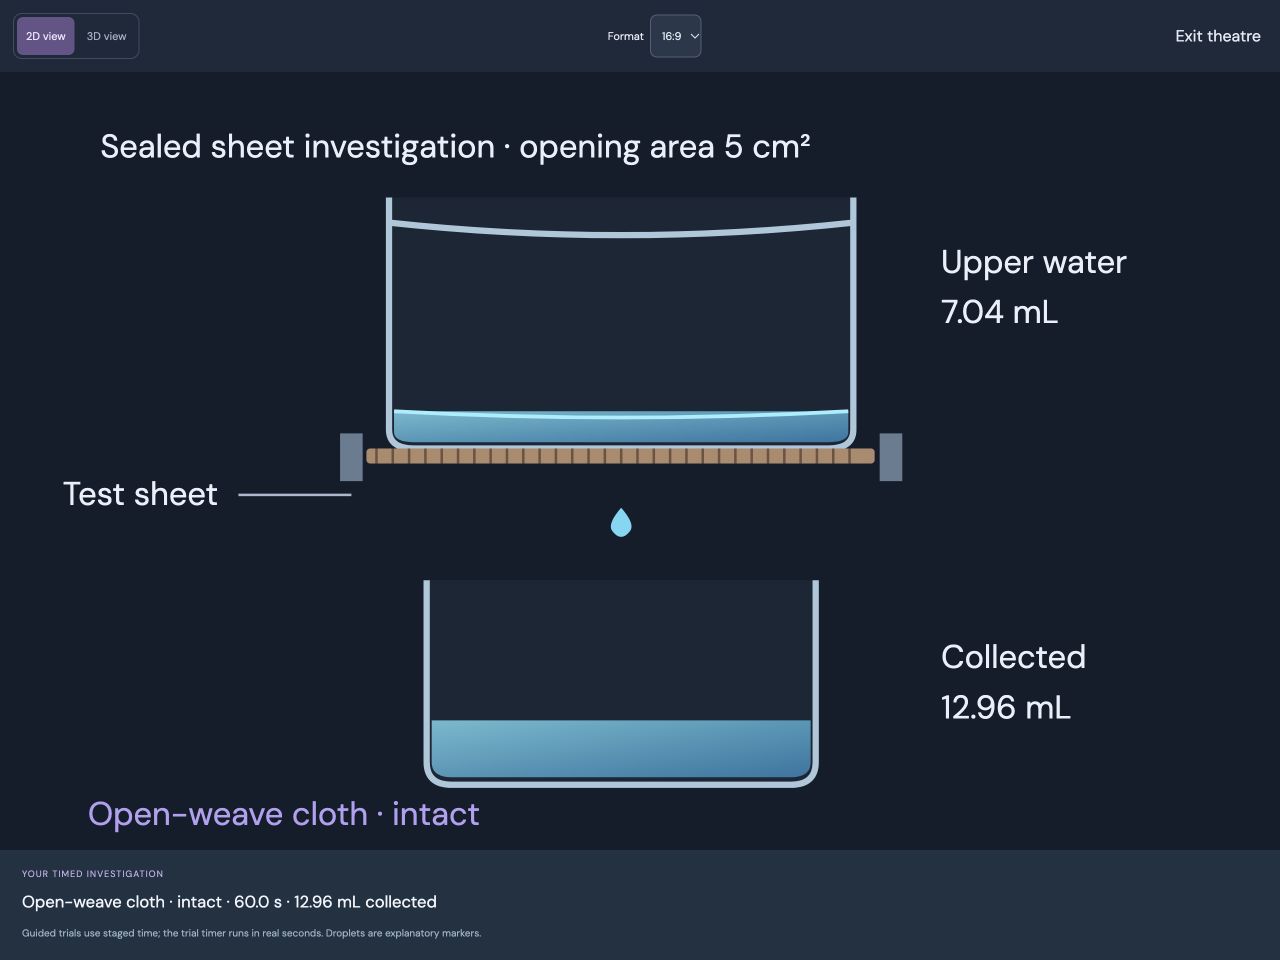 2D view
3D view
Format
16:9
Exit theatre
Sealed sheet investigation · opening area 5 cm²
Upper water
7.04 mL
Test sheet
Collected
12.96 mL
Open-weave cloth · intact
YOUR TIMED INVESTIGATION
Open-weave cloth · intact · 60.0 s · 12.96 mL collected
Guided trials use staged time; the trial timer runs in real seconds. Droplets are explanatory markers.